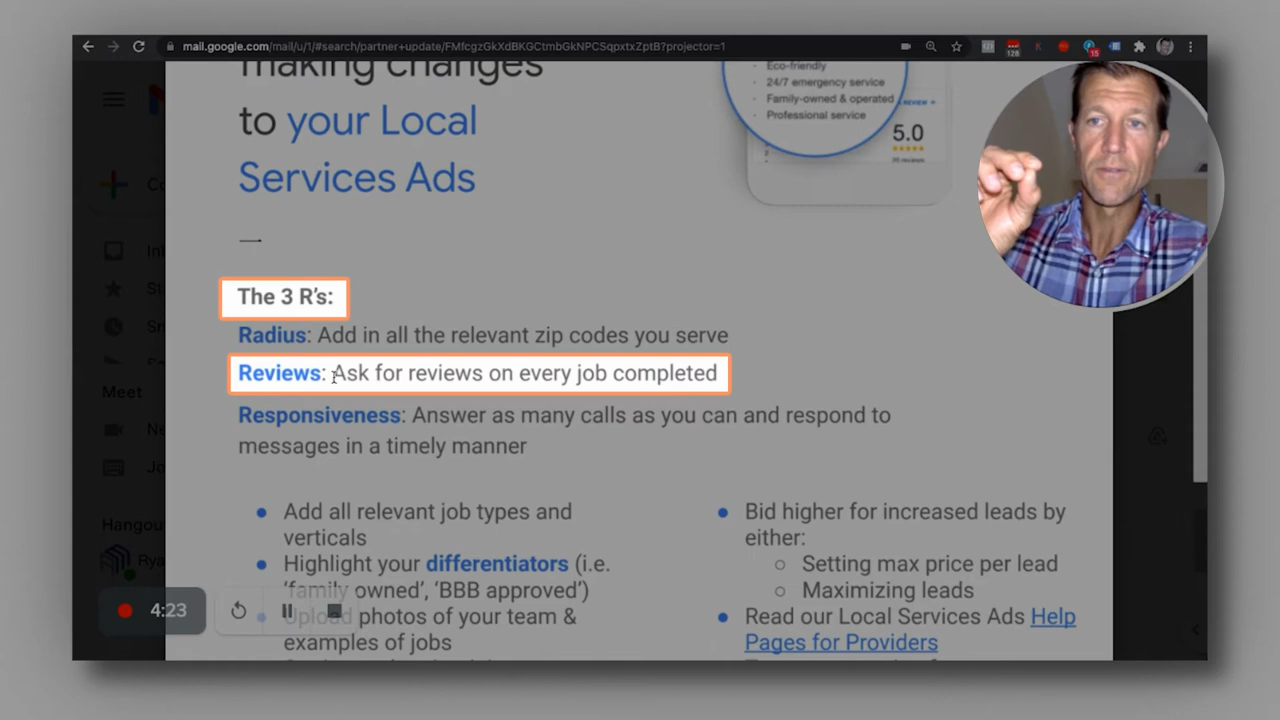 mail.google.com/mail/u/1/#search/partner+update/FMfcgzGkXdBKGCtmbGkNPCSqpxtxZptB?projector=1
128
15
making changes
to your Local
Services Ads
Eco-friendly
24/7 emergency service
Family-owned & operated
Professional service
REVIEW
5.0
The 3 R's:
Radius: Add in all the relevant zip codes you serve
Reviews: Ask for reviews on every job completed
Responsiveness: Answer as many calls as you can and respond to
messages in a timely manner
Meet
Hangout
Rya
Add all relevant job types and
verticals
Highlight your differentiators (i.e.
'family owned', 'BBB approved')
Upload photos of your team &
examples of jobs
Bid higher for increased leads by
either:
Setting max price per lead
Maximizing leads
Read our Local Services Ads Help
Pages for Providers
4:23